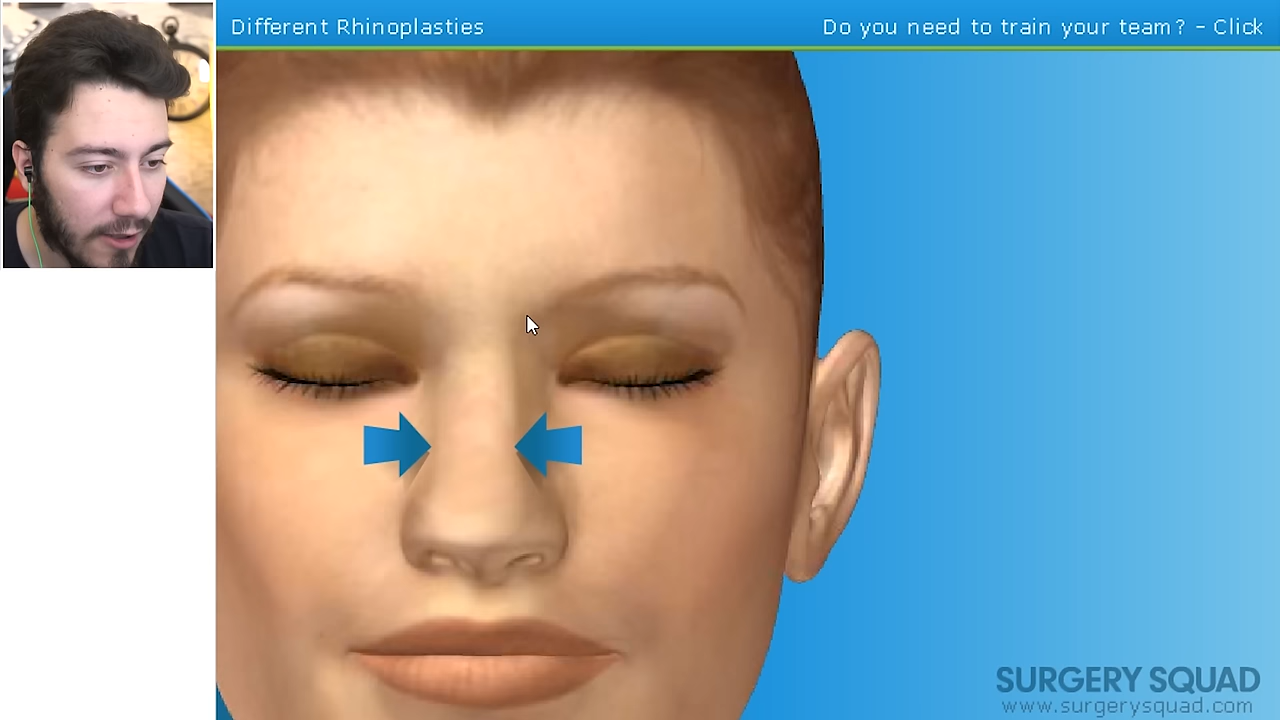 Different Rhinoplasties
Do you need to train your team? - Click
SURGERY SQUAD
www.surgerysquad.com